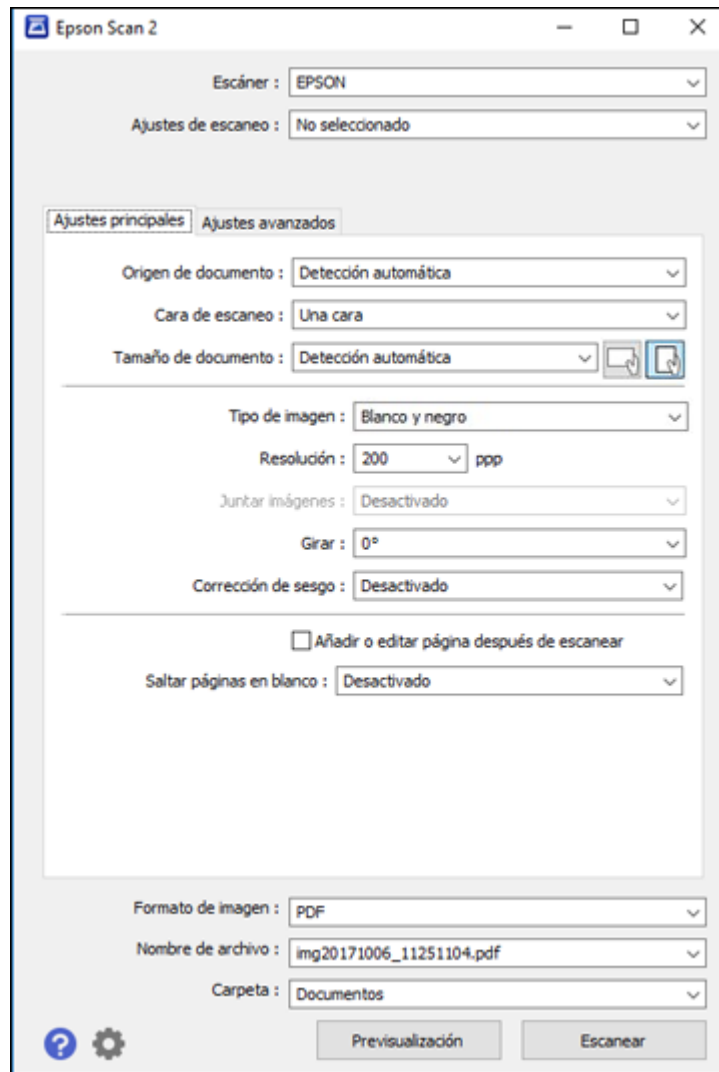 Epson Scan 2
Escáner : EPSON
Ajustes de escaneo : No seleccionado
Ajustes principales Ajustes avanzados
Origen de documento : Detección automática
Cara de escaneo : Una cara
Tamaño de documento : Detección automática
Tipo de imagen : Blanco y negro
Resolución : 200 ppp
Juntar imágenes : Desactivado
Girar : 0°
Corrección de sesgo : Desactivado
Añadir o editar página después de escanear
Saltar páginas en blanco : Desactivado
Formato de imagen : PDF
Nombre de archivo : img20171006_11251104.pdf
Carpeta : Documentos
? Previsualización Escanear